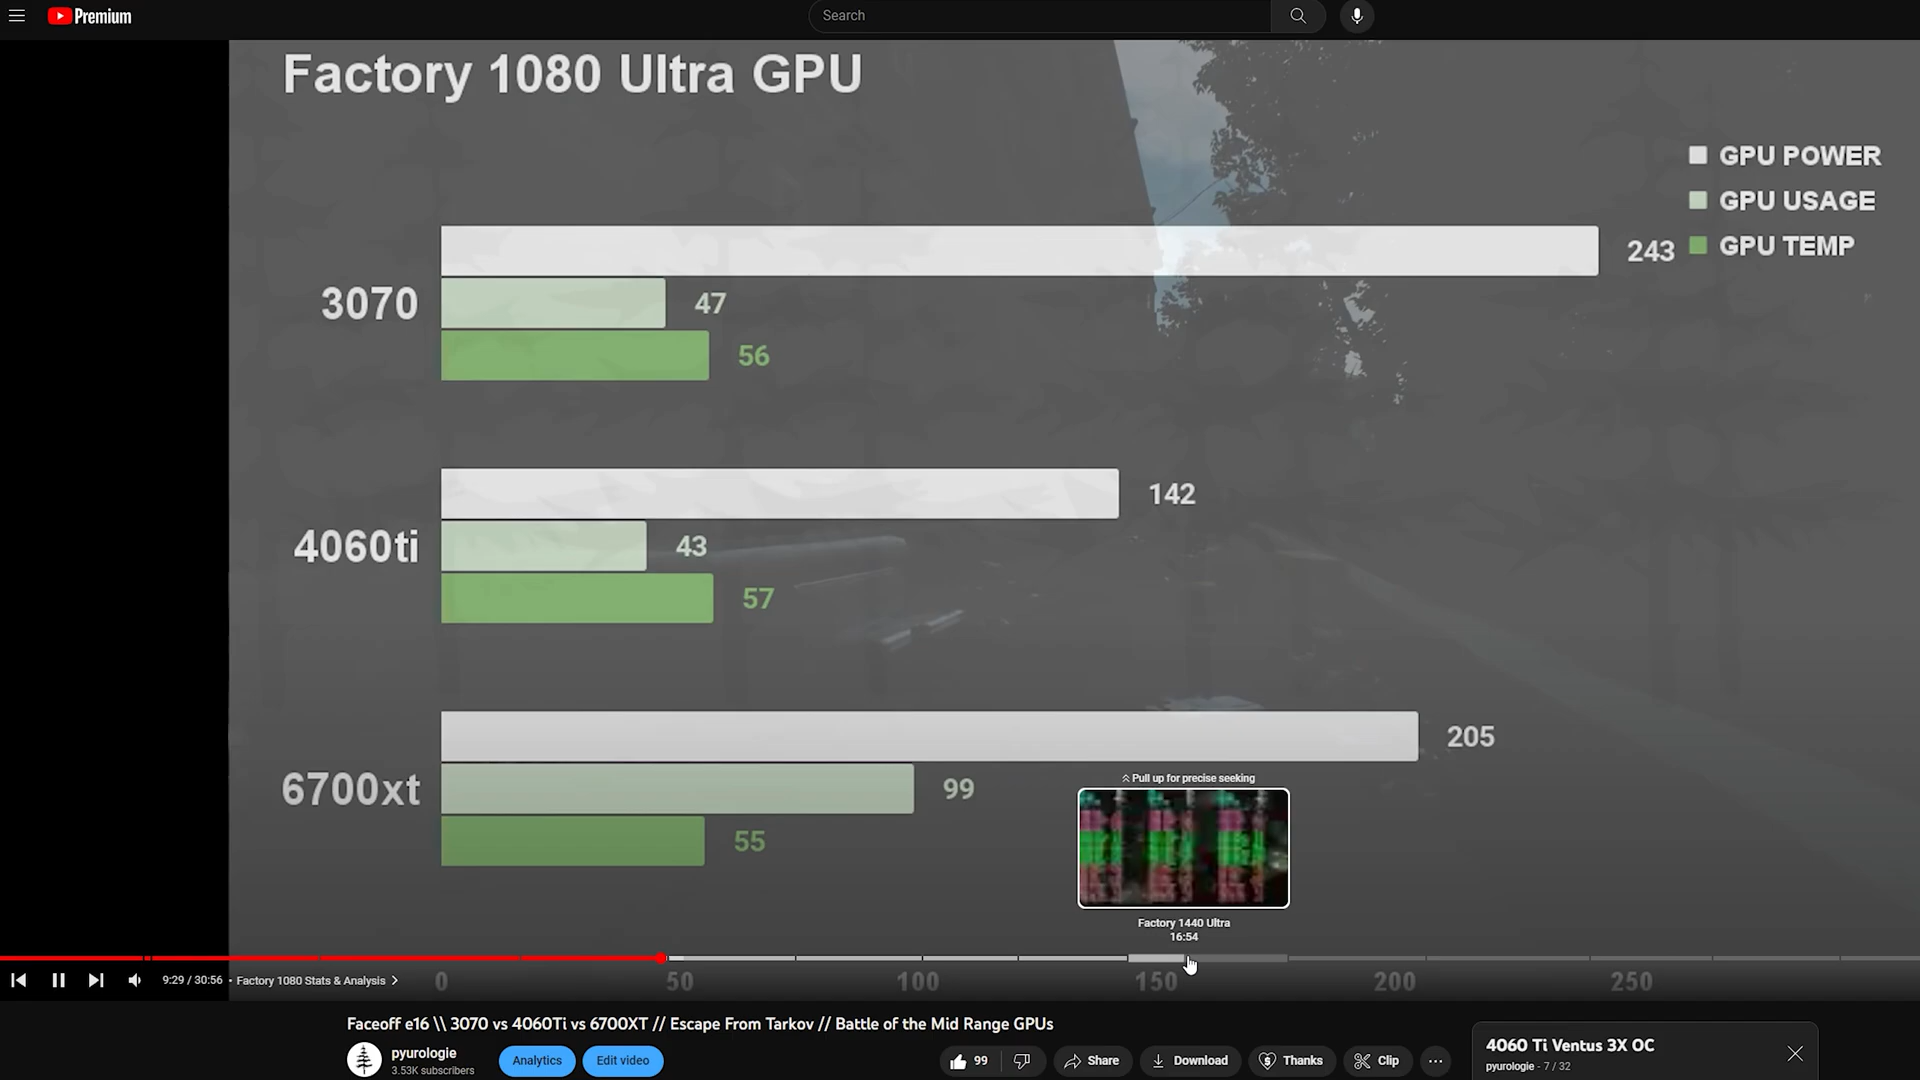 Premium
Search
Factory 1080 Ultra GPU
GPU POWER
GPU USAGE
GPU TEMP
3070
243
47
56
4060ti
142
43
57
6700xt
205
99
55
Pull up for precise seeking
Factory 1440 Ultra
16:54
9:29 / 30:56 • Factory 1080 Stats & Analysis
0 50 100 150 200 250
Faceoff e16 \\ 3070 vs 4060Ti vs 6700XT // Escape From Tarkov // Battle of the Mid Range GPUs
pyurologie
3.53K subscribers
Analytics
Edit video
99
Share
Download
Thanks
Clip
4060 Ti Ventus 3X OC
pyurologie - 7 / 32